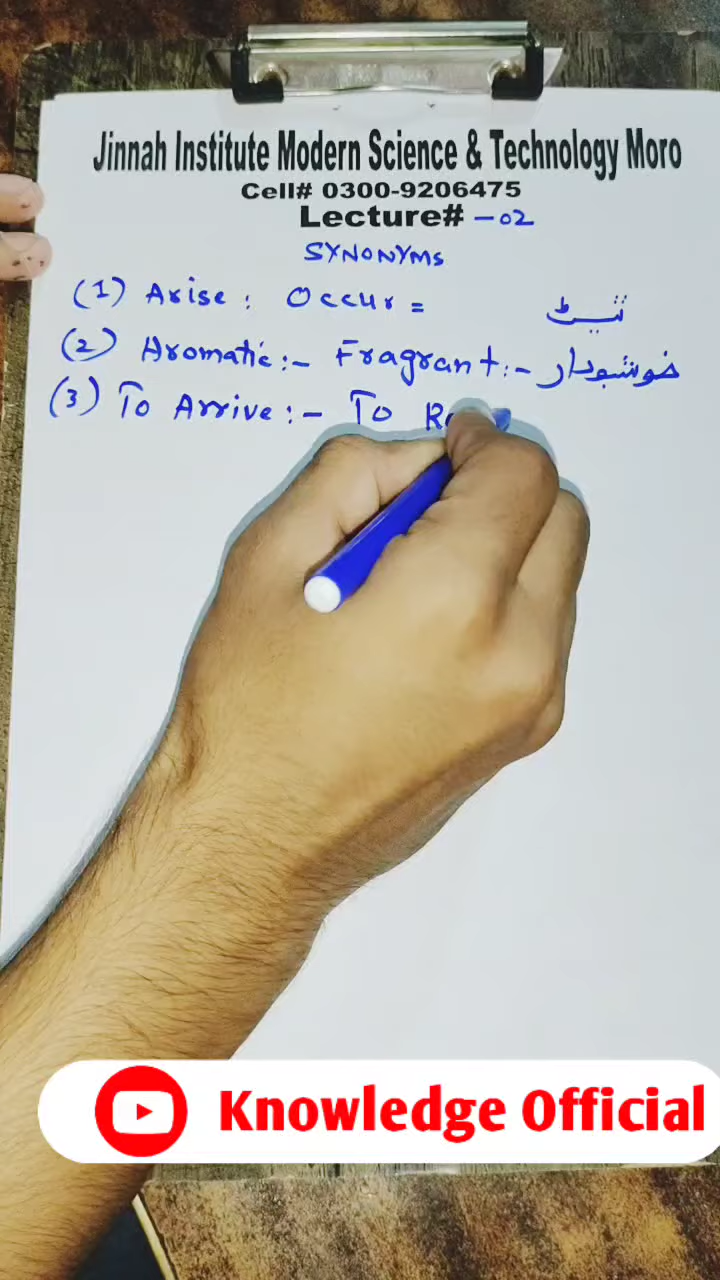 Jinnah Institute Modern Science & Technology Moro
Cell# 0300-9206475
Lecture# -02
SYNONYMS
(1) Arise : Occur =
(2) Aromatic :- Fragrant :- خوشبودار
(3) To Arrive :- To
Knowledge Official